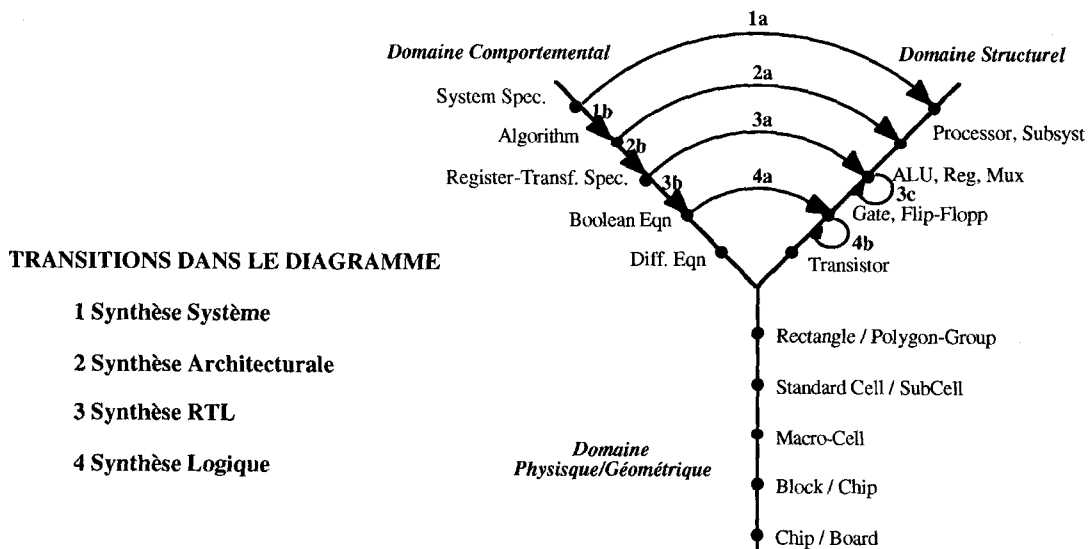 1a
Domaine Comportemental
Domaine Structurel
2a
System Spec.
1b
3a
Processor, Subsyst
Algorithm
2b
ALU, Reg, Mux
Register-Transf. Spec.
3b
4a
3c
Gate, Flip-Flopp
Boolean Eqn
4b
Diff. Eqn
Transistor
TRANSITIONS DANS LE DIAGRAMME
1 Synthèse Système
2 Synthèse Architecturale
3 Synthèse RTL
4 Synthèse Logique
Rectangle / Polygon-Group
Standard Cell / SubCell
Macro-Cell
Domaine
Physisque/Géométrique
Block / Chip
Chip / Board